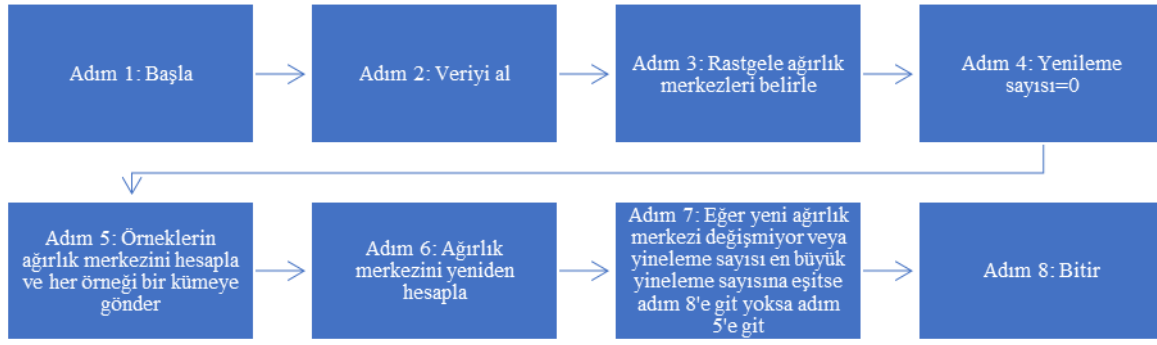 Adım 1: Başla
Adım 2: Veriyi al
Adım 3: Rastgele ağırlık
merkezleri belirle
Adım 4: Yenileme
sayısı=0
Adım 5: Örneklerin
ağırlık merkezini hesapla
ve her örneği bir kümeye
gönder
Adım 6: Ağırlık
merkezini yeniden
hesapla
Adım 7: Eğer yeni ağırlık
merkezi değişmiyor veya
yineleme sayısı en büyük
yineleme sayısına eşitse
adım 8'e git yoksa adım
5'e git
Adım 8: Bitir